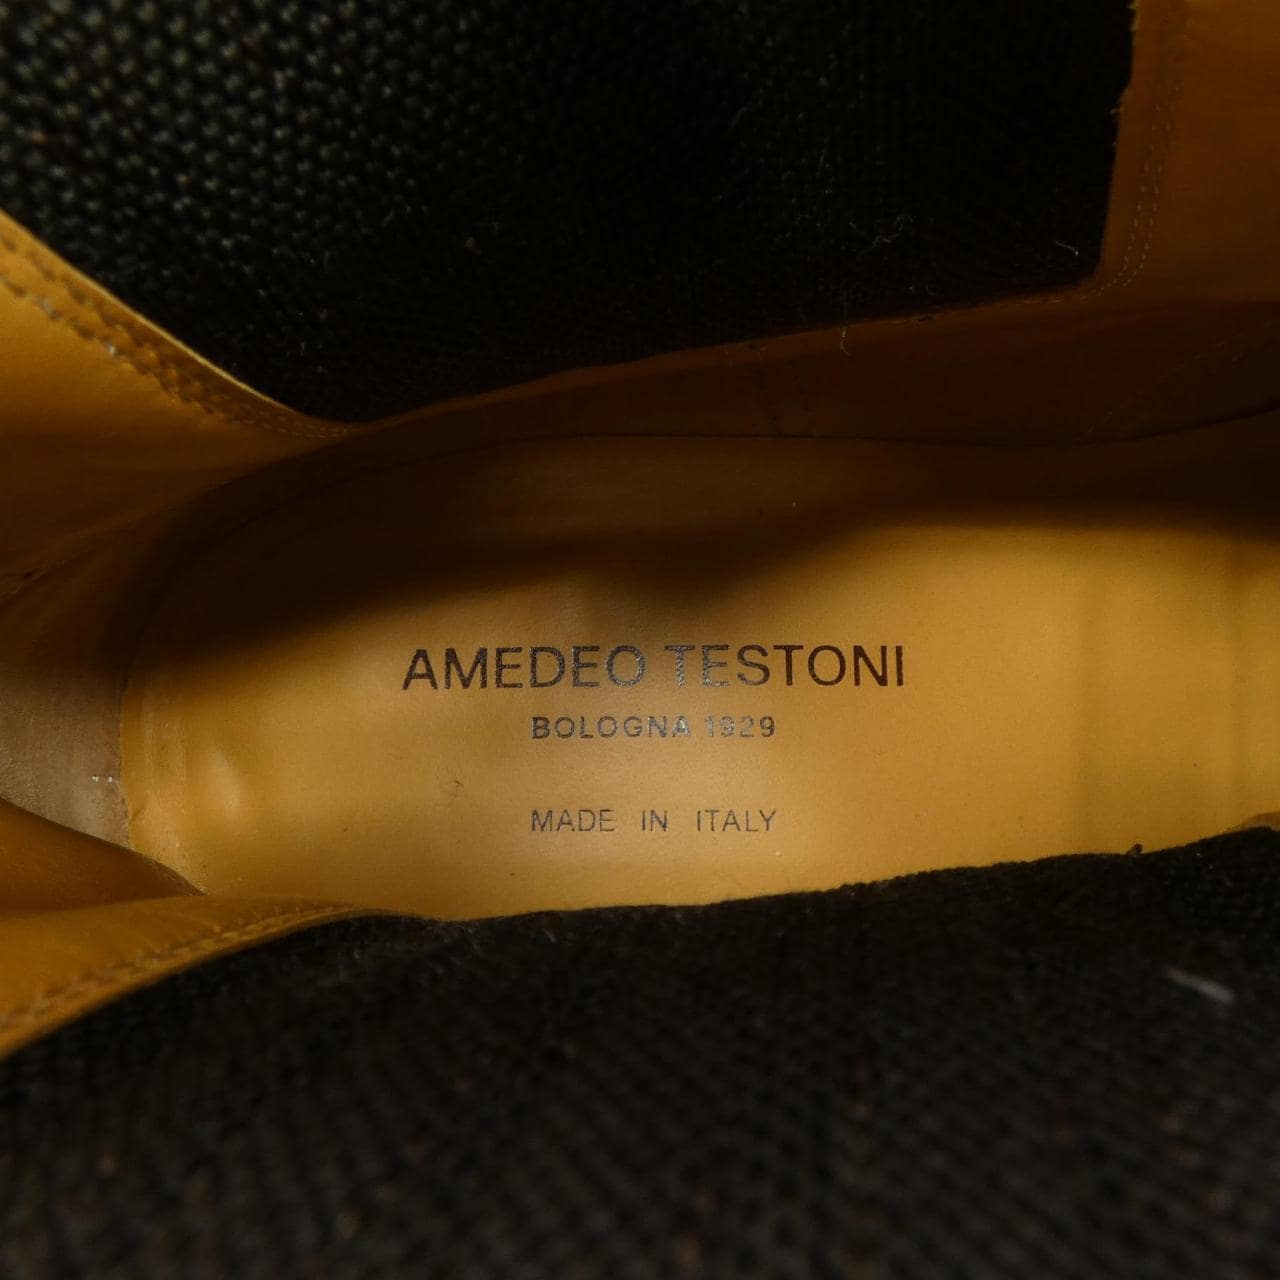 AMEDEO TESTONI
BOLOGNA 1929
MADE IN ITALY